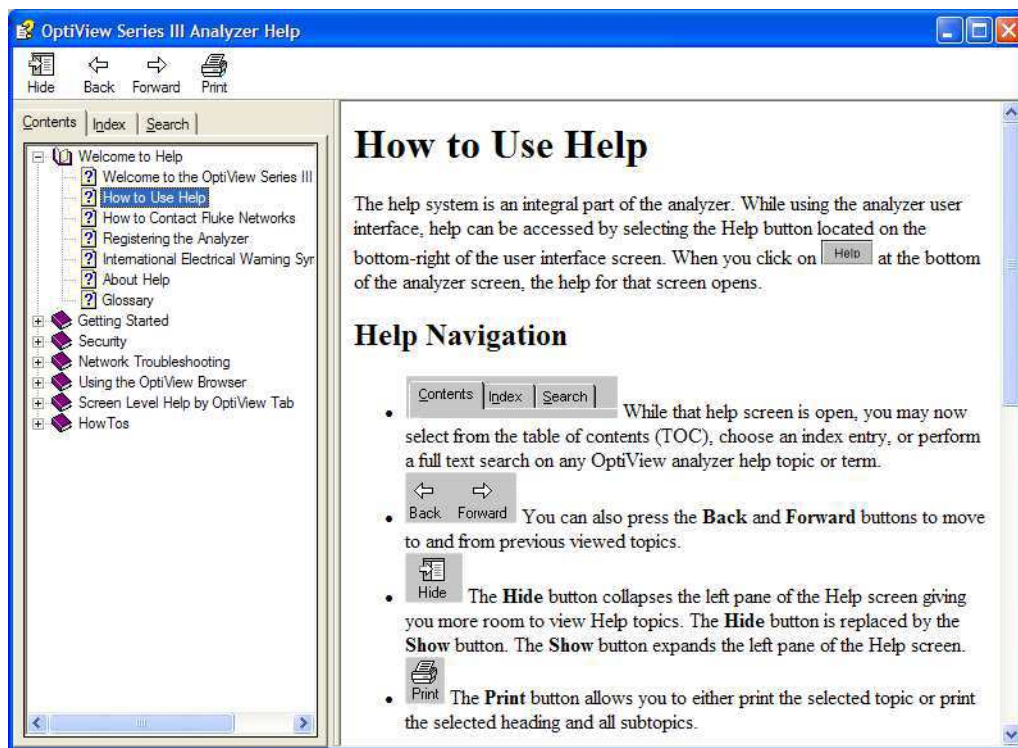 OptiView Series III Analyzer Help
Hide Back Forward Print
Contents Index Search
Welcome to Help
Welcome to the OptiView Series III
How to Use Help
How to Contact Fluke Networks
Registering the Analyzer
International Electrical Warning Syr
About Help
Glossary
Getting Started
Security
Network Troubleshooting
Using the OptiView Browser
Screen Level Help by OptiView Tab
HowTos
How to Use Help
The help system is an integral part of the analyzer. While using the analyzer user
interface, help can be accessed by selecting the Help button located on the
bottom-right of the user interface screen. When you click on Help at the bottom
of the analyzer screen, the help for that screen opens.
Help Navigation
Contents Index Search While that help screen is open, you may now
select from the table of contents (TOC), choose an index entry, or perform
a full text search on any OptiView analyzer help topic or term.
Back Forward You can also press the Back and Forward buttons to move
to and from previous viewed topics.
Hide The Hide button collapses the left pane of the Help screen giving
you more room to view Help topics. The Hide button is replaced by the
Show button. The Show button expands the left pane of the Help screen.
Print The Print button allows you to either print the selected topic or print
the selected heading and all subtopics.